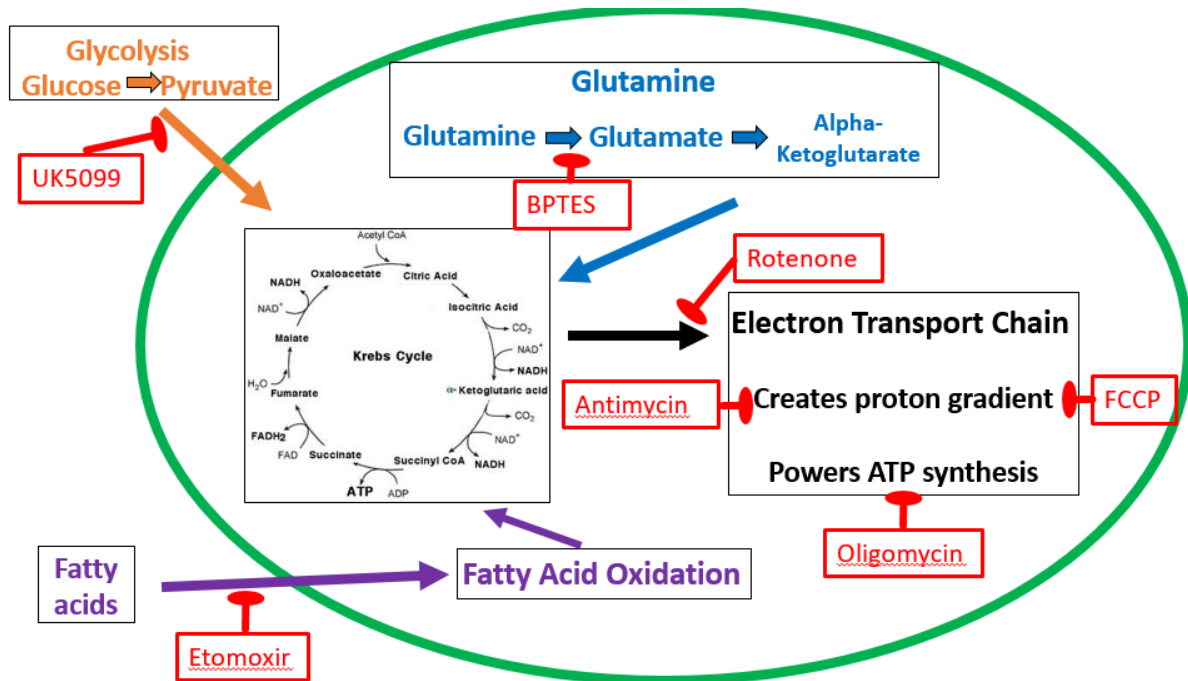 Glycolysis
Glucose Pyruvate
UK5099
Glutamine
Glutamine Glutamate Alpha-
Ketoglutarate
BPTES
Rotenone
Acetyl CoA
Oxaloacetate
Citric Acid
NADH
Isocitric Acid
NAD+
CO2
Malate
Krebs Cycle
NAD+
NADH
H2O
α- Ketoglutaric acid
Fumarate
CO2
FADH2
NAD+
FAD
Succinate
Succinyl CoA
NADH
ATP
ADP
Electron Transport Chain
Antimycin
Creates proton gradient
FCCP
Powers ATP synthesis
Oligomycin
Fatty
acids
Fatty Acid Oxidation
Etomoxir